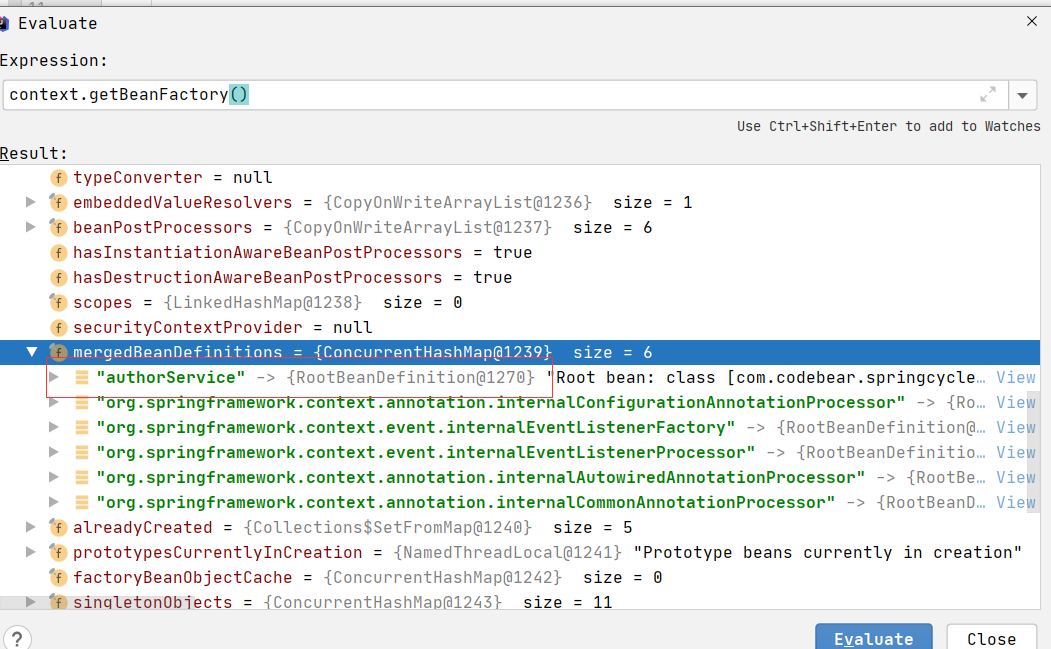 Evaluate
Expression:
context.getBeanFactory()
Use Ctrl+Shift+Enter to add to Watches
Result:
typeConverter = null
embeddedValueResolvers = {CopyOnWriteArrayList@1236} size = 1
beanPostProcessors = {CopyOnWriteArrayList@1237} size = 6
hasInstantiationAwareBeanPostProcessors = true
hasDestructionAwareBeanPostProcessors = true
scopes = {LinkedHashMap@1238} size = 0
securityContextProvider = null
mergedBeanDefinitions = {ConcurrentHashMap@1239} size = 6
"authorService" -> {RootBeanDefinition@1270} "Root bean: class [com.codebear.springcycle… View
"org.springframework.context.annotation.internalConfigurationAnnotationProcessor" -> {Ro… View
"org.springframework.context.event.internalEventListenerFactory" -> {RootBeanDefinition@… View
"org.springframework.context.event.internalEventListenerProcessor" -> {RootBeanDefinitio… View
"org.springframework.context.annotation.internalAutowiredAnnotationProcessor" -> {RootBe… View
"org.springframework.context.annotation.internalCommonAnnotationProcessor" -> {RootBeanD… View
alreadyCreated = {Collections$SetFromMap@1240} size = 5
prototypesCurrentlyInCreation = {NamedThreadLocal@1241} "Prototype beans currently in creation"
factoryBeanObjectCache = {ConcurrentHashMap@1242} size = 0
singletonObjects = {ConcurrentHashMap@1243} size = 11
?
Evaluate
Close